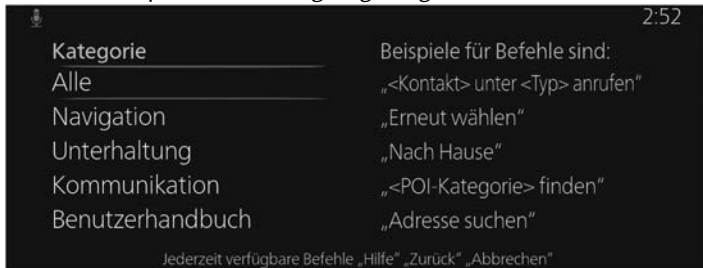 2:52
Kategorie
Beispiele für Befehle sind:
Alle
„<Kontakt> unter <Typ> anrufen“
Navigation
„Erneut wählen“
Unterhaltung
„Nach Hause“
Kommunikation
„<POI-Kategorie> finden“
Benutzerhandbuch
„Adresse suchen“
Jederzeit verfügbare Befehle „Hilfe“ „Zurück“ „Abbrechen“